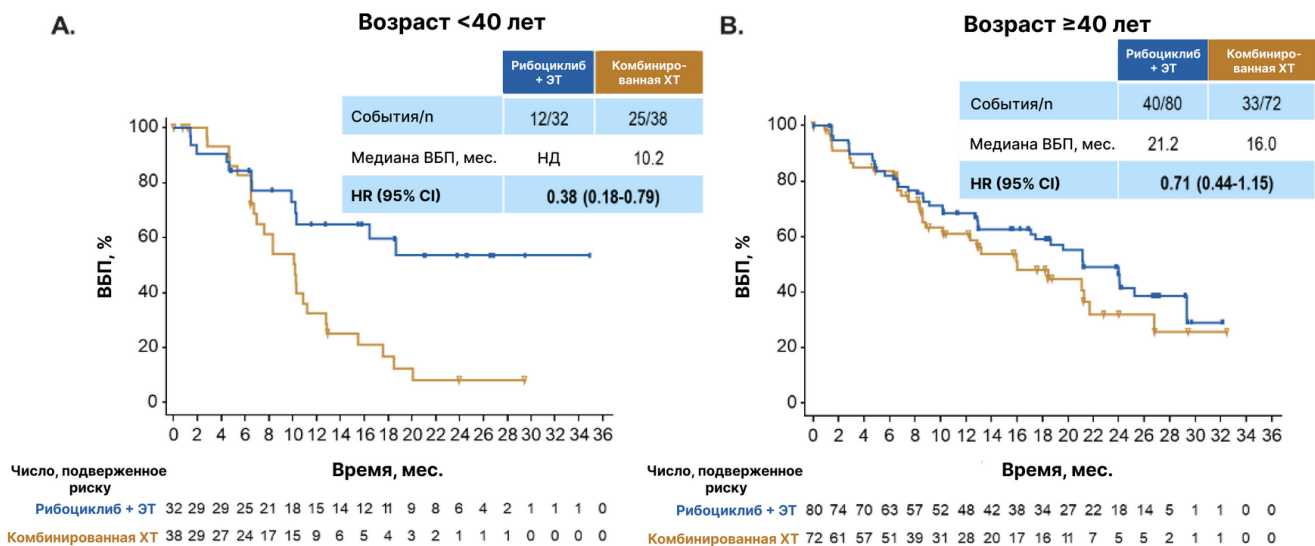 A.
Возраст <40 лет
Рибоциклиб + ЭТ
Комбиниро-ванная ХТ
События/n 12/32 25/38
Медиана ВБП, мес. НД 10.2
HR (95% CI) 0.38 (0.18-0.79)
ВБП, %
100
80
60
40
20
0
0 2 4 6 8 10 12 14 16 18 20 22 24 26 28 30 32 34 36
Время, мес.
Число, подверженное
риску
Рибоциклиб + ЭТ 32 29 29 25 21 18 15 14 12 11 9 8 6 4 2 1 1 1 0
Комбинированная ХТ 38 29 27 24 17 15 9 6 5 4 3 2 1 1 1 0 0 0 0
B.
Возраст ≥40 лет
Рибоциклиб + ЭТ
Комбиниро-ванная ХТ
События/n 40/80 33/72
Медиана ВБП, мес. 21.2 16.0
HR (95% CI) 0.71 (0.44-1.15)
ВБП, %
100
80
60
40
20
0
0 2 4 6 8 10 12 14 16 18 20 22 24 26 28 30 32 34 36
Время, мес.
Число, подверженное
риску
Рибоциклиб + ЭТ 80 74 70 63 57 52 48 42 38 34 27 22 18 14 5 1 1 0 0
Комбинированная ХТ 72 61 57 51 39 31 28 20 17 16 11 7 5 5 2 1 1 0 0